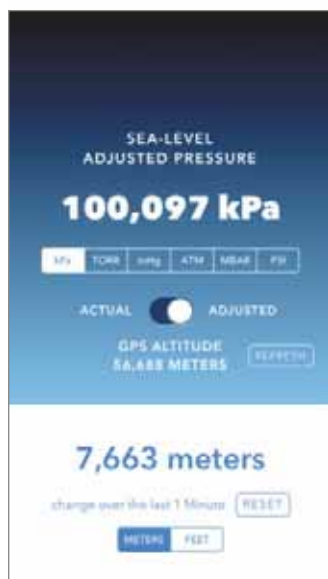 SEA-LEVEL
ADJUSTED PRESSURE
100,097 kPa
kPa TORR inHg ATM MBAR PSI
ACTUAL ADJUSTED
GPS ALTITUDE
56,688 METERS REFRESH
7,663 meters
change over the last 1 Minute RESET
METERS FEET